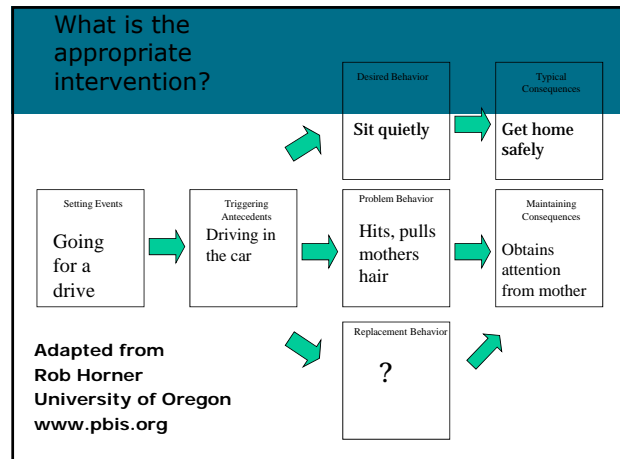 What is the
appropriate
intervention?
Desired Behavior
Sit quietly
Typical
Consequences
Get home
safely
Setting Events
Going
for a
drive
Triggering
Antecedents
Driving in
the car
Problem Behavior
Hits, pulls
mothers
hair
Maintaining
Consequences
Obtains
attention
from mother
Replacement Behavior
?
Adapted from
Rob Horner
University of Oregon
www.pbis.org